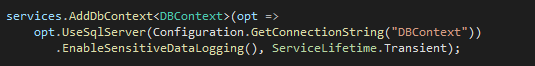 services.AddDbContext<DBContext>(opt =>
opt.UseSqlServer(Configuration.GetConnectionString("DBContext"))
.EnableSensitiveDataLogging(), ServiceLifetime.Transient);